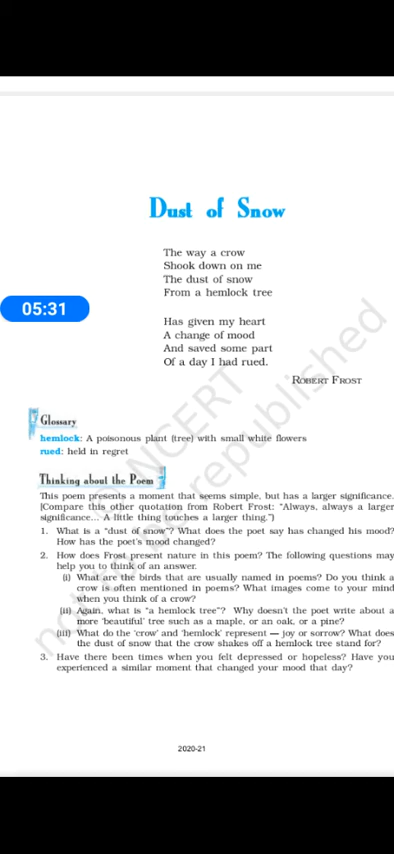 Dust of Snow
The way a crow
Shook down on me
The dust of snow
From a hemlock tree
05:31
Has given my heart
A change of mood
And saved some part
Of a day I had rued.
ROBERT FROST
Glossary
hemlock: A poisonous plant (tree) with small white flowers
rued: held in regret
Thinking about the Poem
This poem presents a moment that seems simple, but has a larger significance.
[Compare this other quotation from Robert Frost: "Always, always a larger
significance... A little thing touches a larger thing."]
1. What is a "dust of snow"? What does the poet say has changed his mood?
How has the poet's mood changed?
2. How does Frost present nature in this poem? The following questions may
help you to think of an answer.
(i) What are the birds that are usually named in poems? Do you think a
crow is often mentioned in poems? What images come to your mind
when you think of a crow?
(ii) Again, what is "a hemlock tree"? Why doesn't the poet write about a
more 'beautiful' tree such as a maple, or an oak, or a pine?
(iii) What do the 'crow' and 'hemlock' represent — joy or sorrow? What does
the dust of snow that the crow shakes off a hemlock tree stand for?
3. Have there been times when you felt depressed or hopeless? Have you
experienced a similar moment that changed your mood that day?
2020-21
NCERT
not to be republished